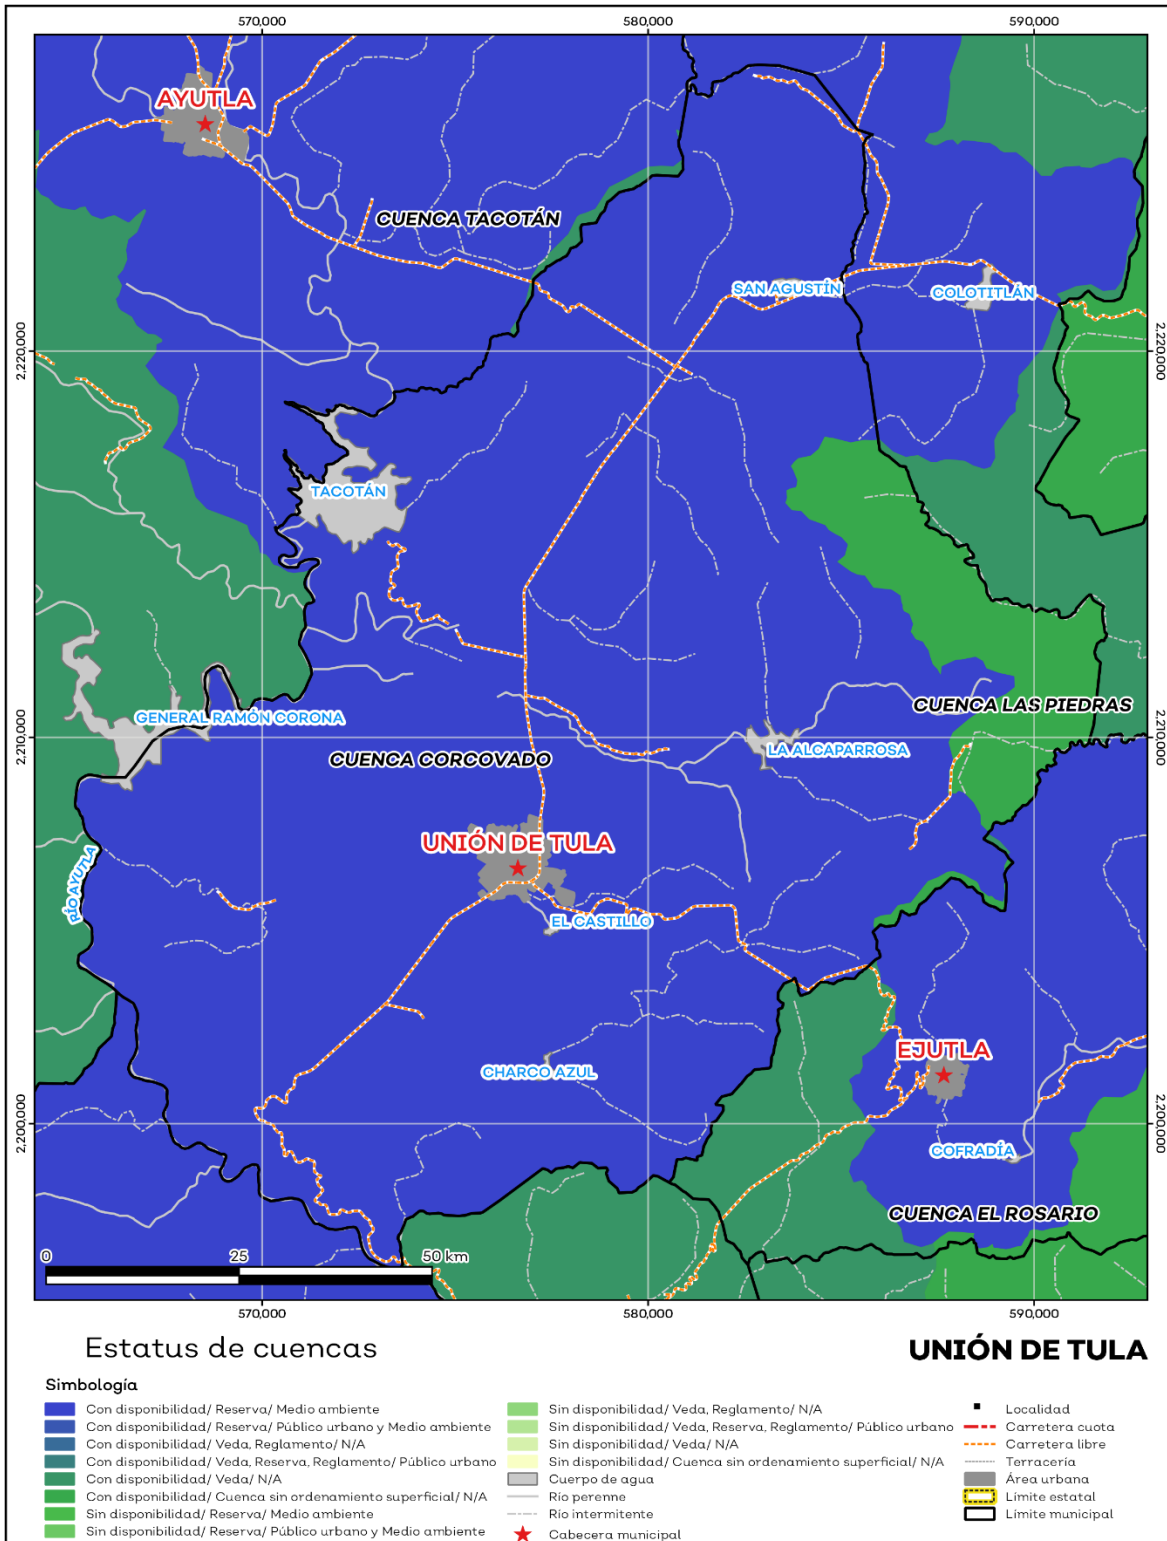 570,000 580,000 590,000
AYUTLA
CUENCA TACOTÁN
SAN AGUSTÍN
COLOTITLÁN
2,220,000 2,220,000
TACOTÁN
GENERAL RAMÓN CORONA
CUENCA LAS PIEDRAS
2,210,000 2,210,000
CUENCA CORCOVADO
LA ALCAPARROSA
UNIÓN DE TULA
RÍO AYUTLA
EL CASTILLO
EJUTLA
CHARCO AZUL
2,200,000 2,200,000
COFRADÍA
CUENCA EL ROSARIO
0 25 50 km
570,000 580,000 590,000
Estatus de cuencas
UNIÓN DE TULA
Simbología
Con disponibilidad/ Reserva/ Medio ambiente
Con disponibilidad/ Reserva/ Público urbano y Medio ambiente
Con disponibilidad/ Veda, Reglamento/ N/A
Con disponibilidad/ Veda, Reserva, Reglamento/ Público urbano
Con disponibilidad/ Veda/ N/A
Con disponibilidad/ Cuenca sin ordenamiento superficial/ N/A
Sin disponibilidad/ Reserva/ Medio ambiente
Sin disponibilidad/ Reserva/ Público urbano y Medio ambiente
Sin disponibilidad/ Veda, Reglamento/ N/A
Sin disponibilidad/ Veda, Reserva, Reglamento/ Público urbano
Sin disponibilidad/ Veda/ N/A
Sin disponibilidad/ Cuenca sin ordenamiento superficial/ N/A
Cuerpo de agua
Río perenne
Río intermitente
Cabecera municipal
Localidad
Carretera cuota
Carretera libre
Terracería
Área urbana
Límite estatal
Límite municipal